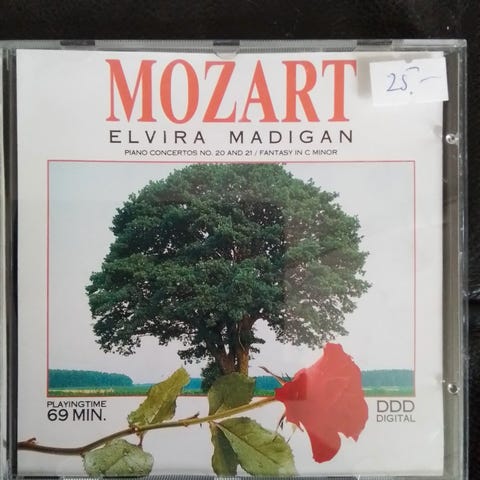 MOZART
25.-
ELVIRA MADIGAN
PIANO CONCERTOS NO. 20 AND 21 / FANTASY IN C MINOR
PLAYINGTIME
69 MIN.
DDD
DIGITAL